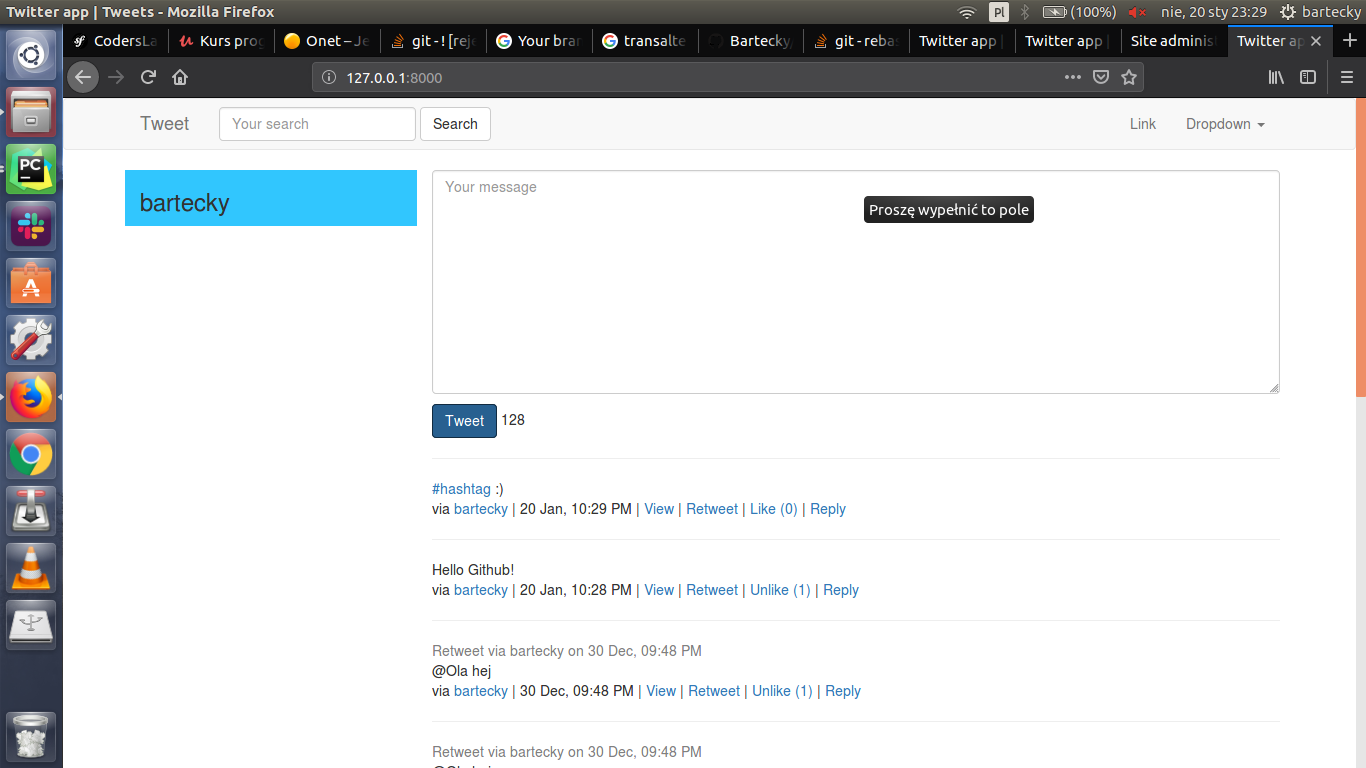 Twitter app | Tweets - Mozilla Firefox
Pl
(100%)
nie, 20 sty 23:29
bartecky
CodersLa
Kurs prog
Onet – Je
git - ! [reje
Your bran
transalte
Bartecky/
git - rebas
Twitter app |
Twitter app |
Site adminis
Twitter ap
127.0.0.1:8000
Tweet
Your search
Search
Link
Dropdown
bartecky
Your message
Proszę wypełnić to pole
Tweet 128
#hashtag :)
via bartecky | 20 Jan, 10:29 PM | View | Retweet | Like (0) | Reply
Hello Github!
via bartecky | 20 Jan, 10:28 PM | View | Retweet | Unlike (1) | Reply
Retweet via bartecky on 30 Dec, 09:48 PM
@Ola hej
via bartecky | 30 Dec, 09:48 PM | View | Retweet | Unlike (1) | Reply
Retweet via bartecky on 30 Dec, 09:48 PM
PC